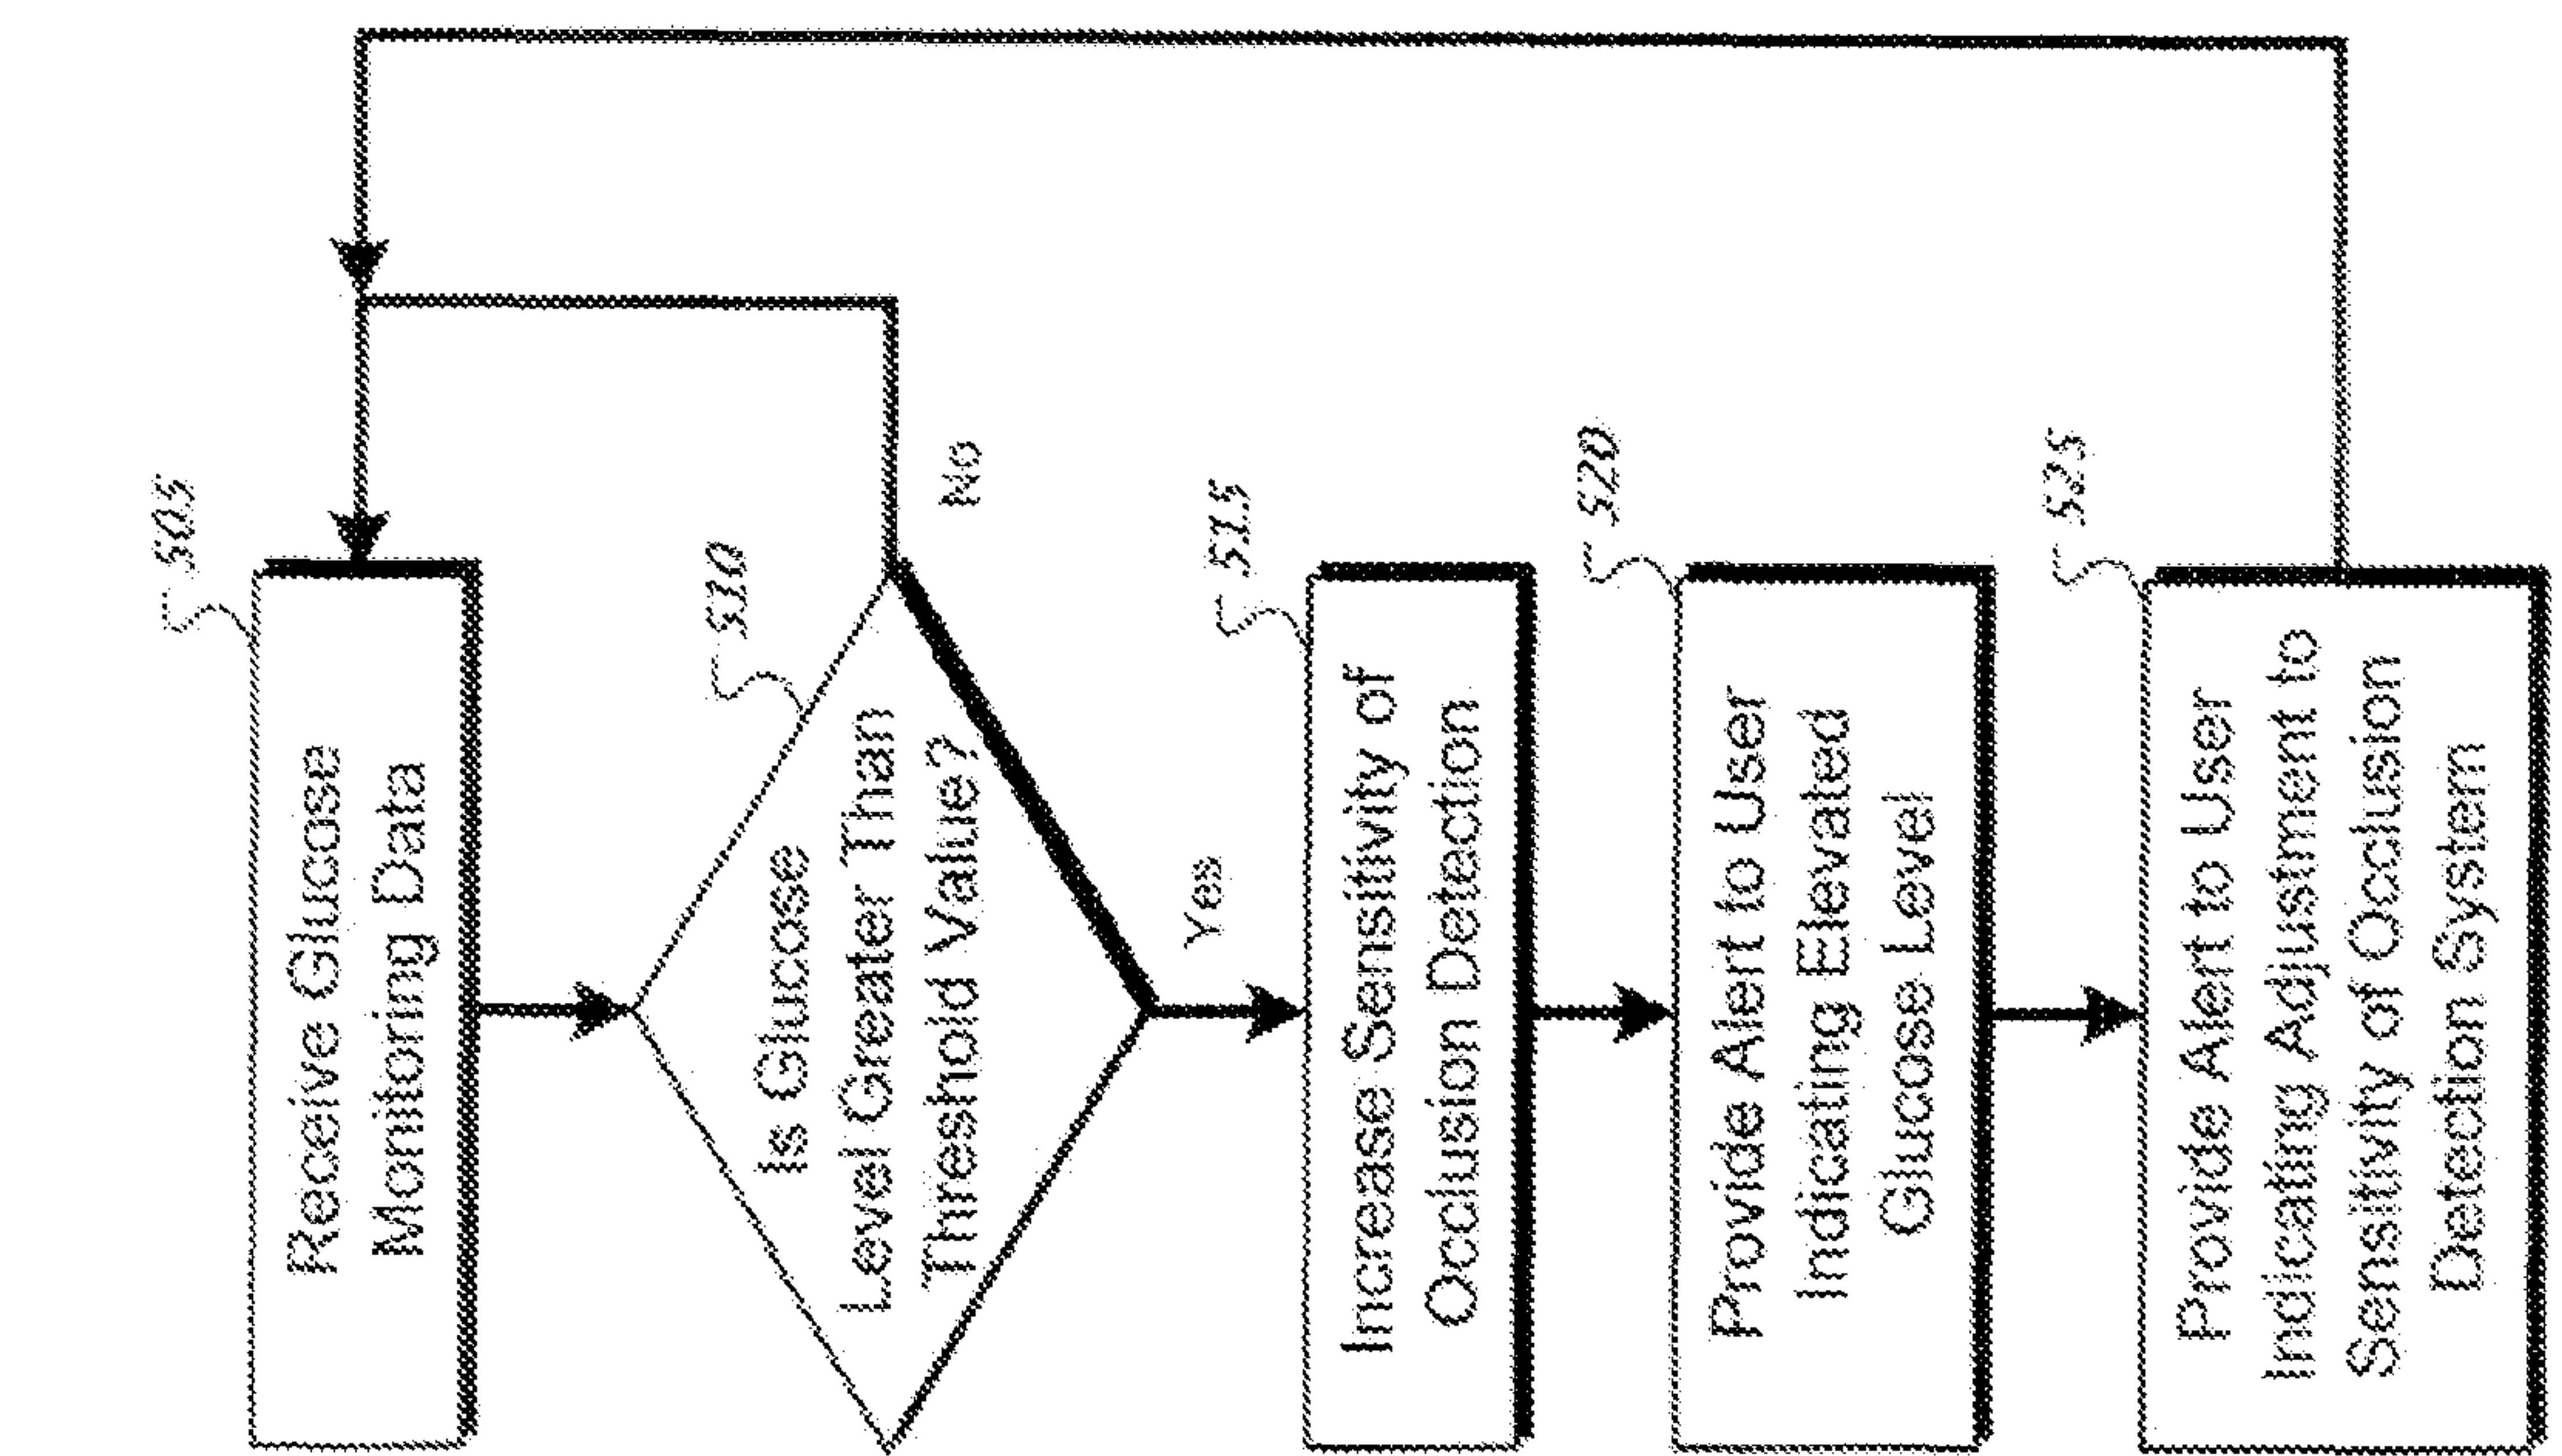 505
Receive Glucose
Monitoring Data
510
Is Glucose
Level Greater Than
Threshold Value?
No
Yes
515
Increase Sensitivity of
Occlusion Detection
520
Provide Alert to User
Indicating Elevated
Glucose Level
525
Provide Alert to User
Indicating Adjustment to
Sensitivity of Occlusion
Detection System